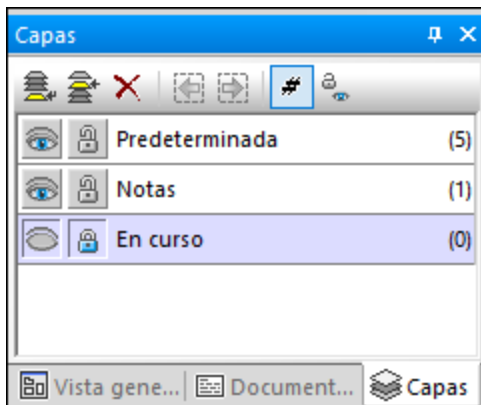 Capas
Predeterminada (5)
Notas (1)
En curso (0)
Vista gene... Document... Capas